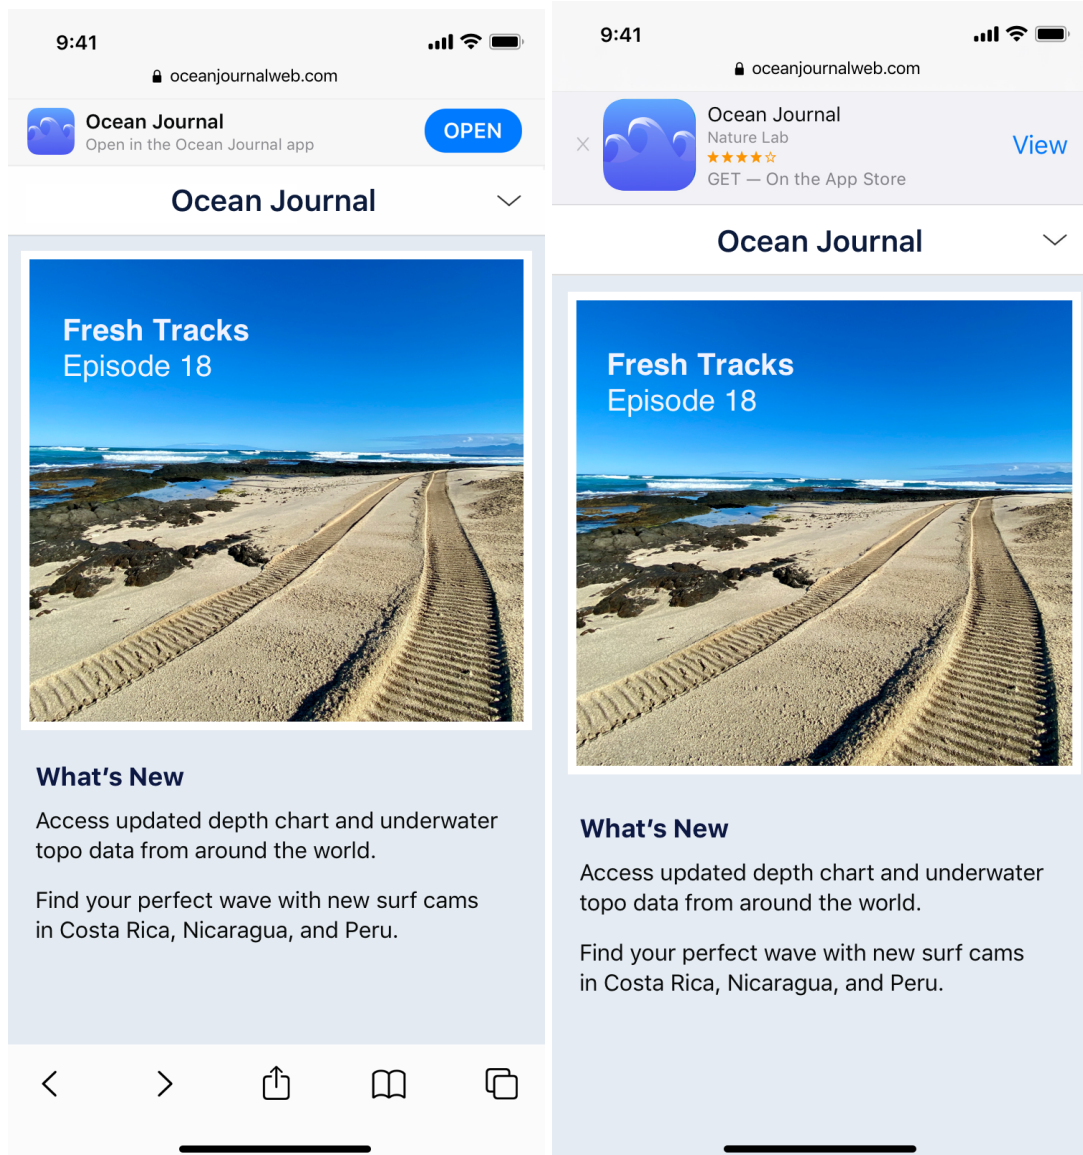 9:41
oceanjournalweb.com
Ocean Journal
Open in the Ocean Journal app
OPEN
Ocean Journal
Fresh Tracks
Episode 18
What’s New
Access updated depth chart and underwater
topo data from around the world.
Find your perfect wave with new surf cams
in Costa Rica, Nicaragua, and Peru.
9:41
oceanjournalweb.com
Ocean Journal
Nature Lab
GET — On the App Store
View
Ocean Journal
Fresh Tracks
Episode 18
What’s New
Access updated depth chart and underwater
topo data from around the world.
Find your perfect wave with new surf cams
in Costa Rica, Nicaragua, and Peru.